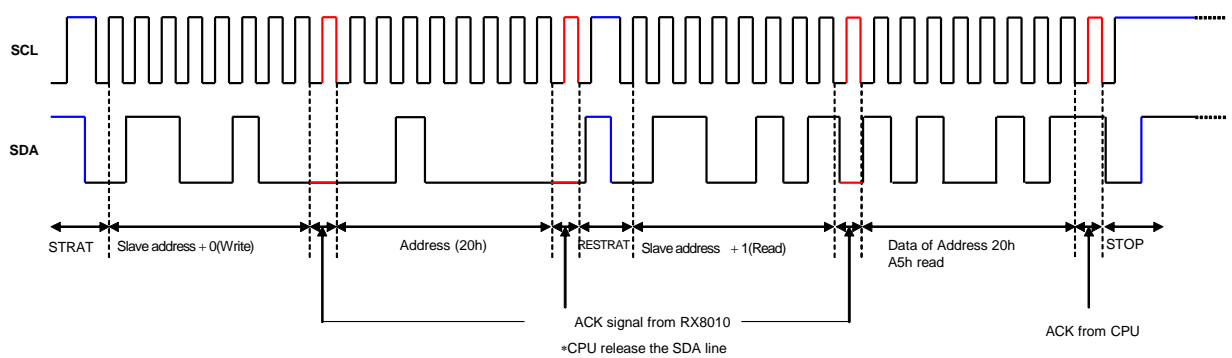 SCL
SDA
STRAT
Slave address + 0(Write)
Address (20h)
RESTRAT
Slave address + 1(Read)
Data of Address 20h
A5h read
STOP
ACK signal from RX8010
*CPU release the SDA line
ACK from CPU